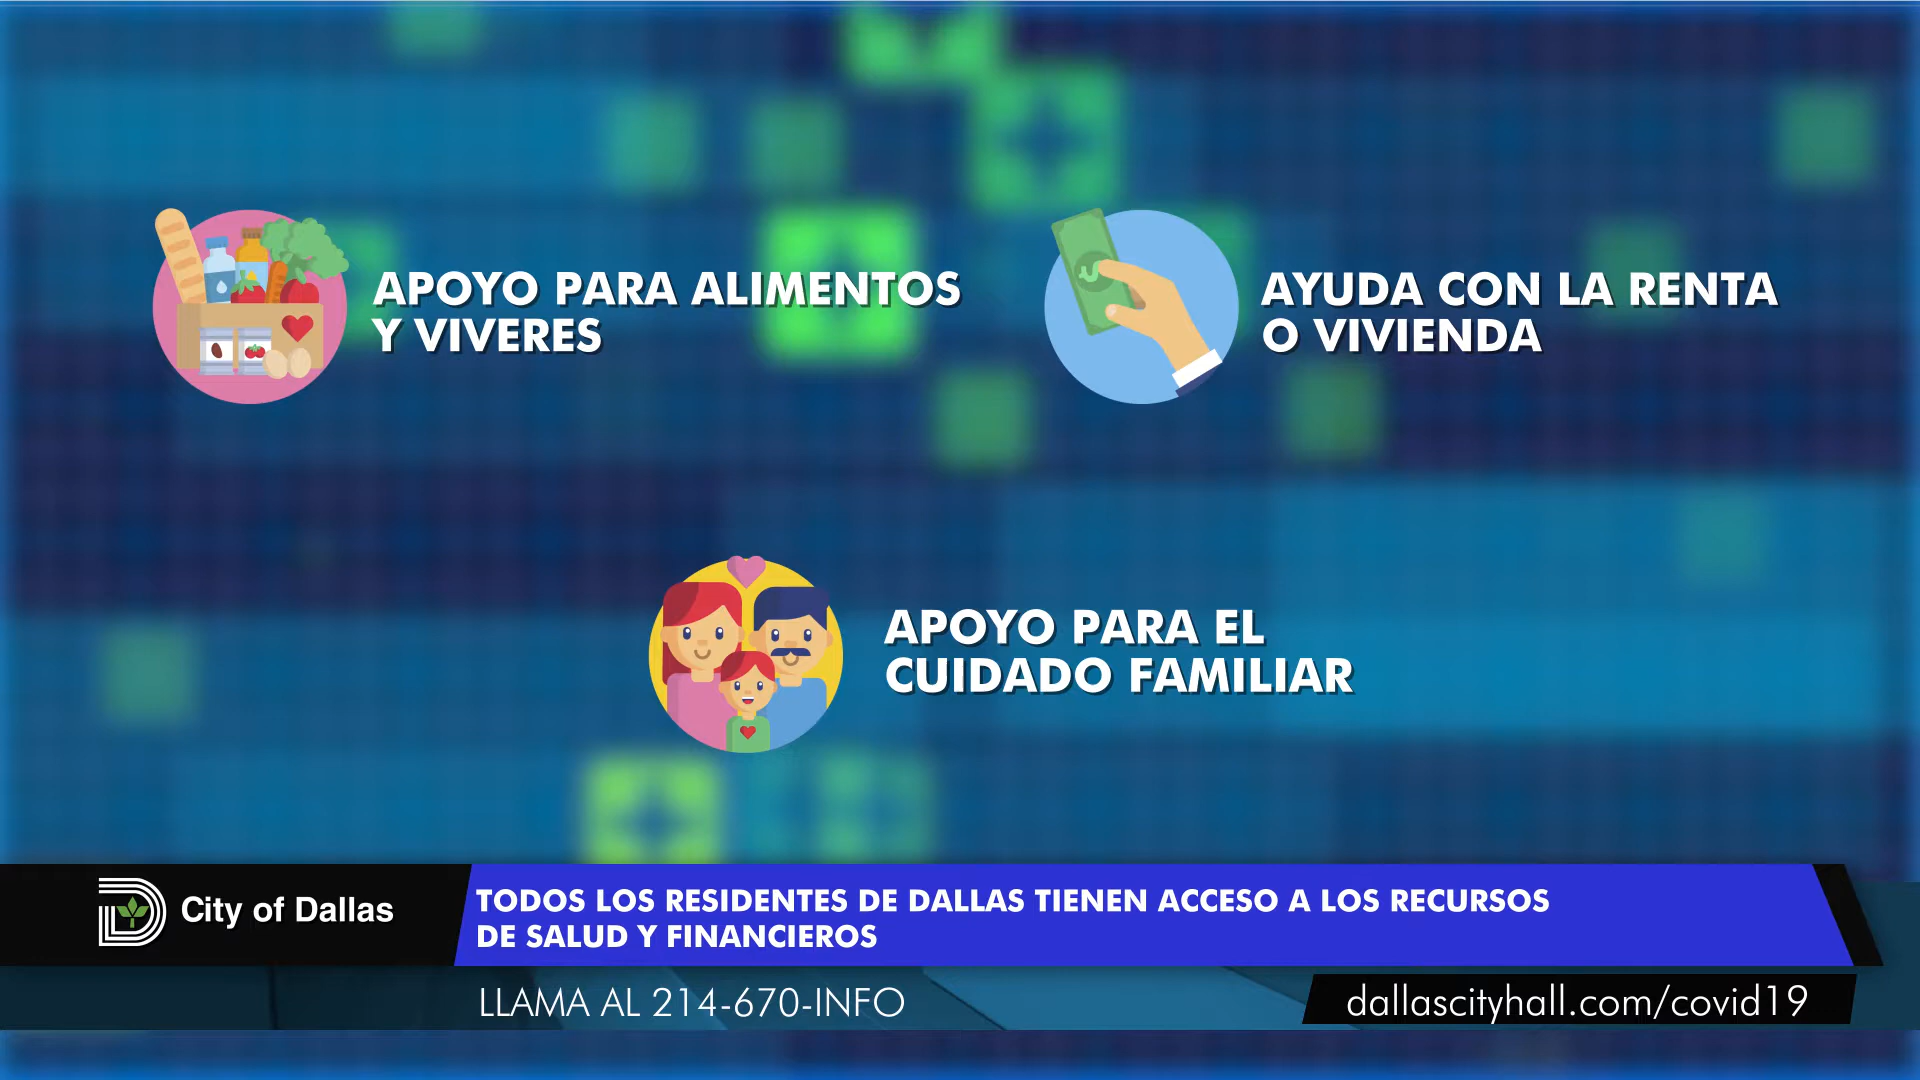 APOYO PARA ALIMENTOS
Y VIVERES
AYUDA CON LA RENTA
O VIVIENDA
APOYO PARA EL
CUIDADO FAMILIAR
City of Dallas
TODOS LOS RESIDENTES DE DALLAS TIENEN ACCESO A LOS RECURSOS
DE SALUD Y FINANCIEROS
LLAMA AL 214-670-INFO
dallascityhall.com/covid19